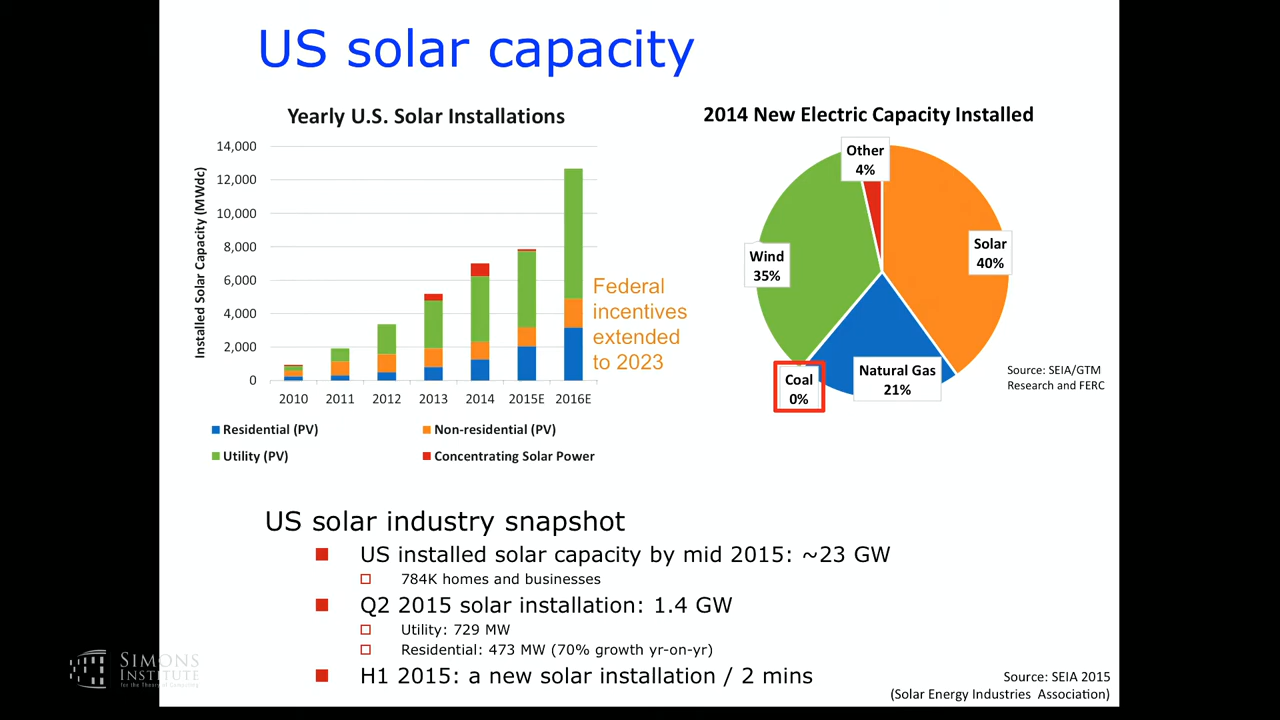 US solar capacity
Yearly U.S. Solar Installations
Installed Solar Capacity (MWdc)
14,000
12,000
10,000
8,000
6,000
4,000
2,000
0
2010 2011 2012 2013 2014 2015E 2016E
Residential (PV)
Non-residential (PV)
Utility (PV)
Concentrating Solar Power
Federal
incentives
extended
to 2023
2014 New Electric Capacity Installed
Other
4%
Solar
40%
Wind
35%
Natural Gas
21%
Coal
0%
Source: SEIA/GTM
Research and FERC
US solar industry snapshot
US installed solar capacity by mid 2015: ~23 GW
784K homes and businesses
Q2 2015 solar installation: 1.4 GW
Utility: 729 MW
Residential: 473 MW (70% growth yr-on-yr)
H1 2015: a new solar installation / 2 mins
Source: SEIA 2015
(Solar Energy Industries Association)
SIMONS
INSTITUTE
for the Theory of Computing